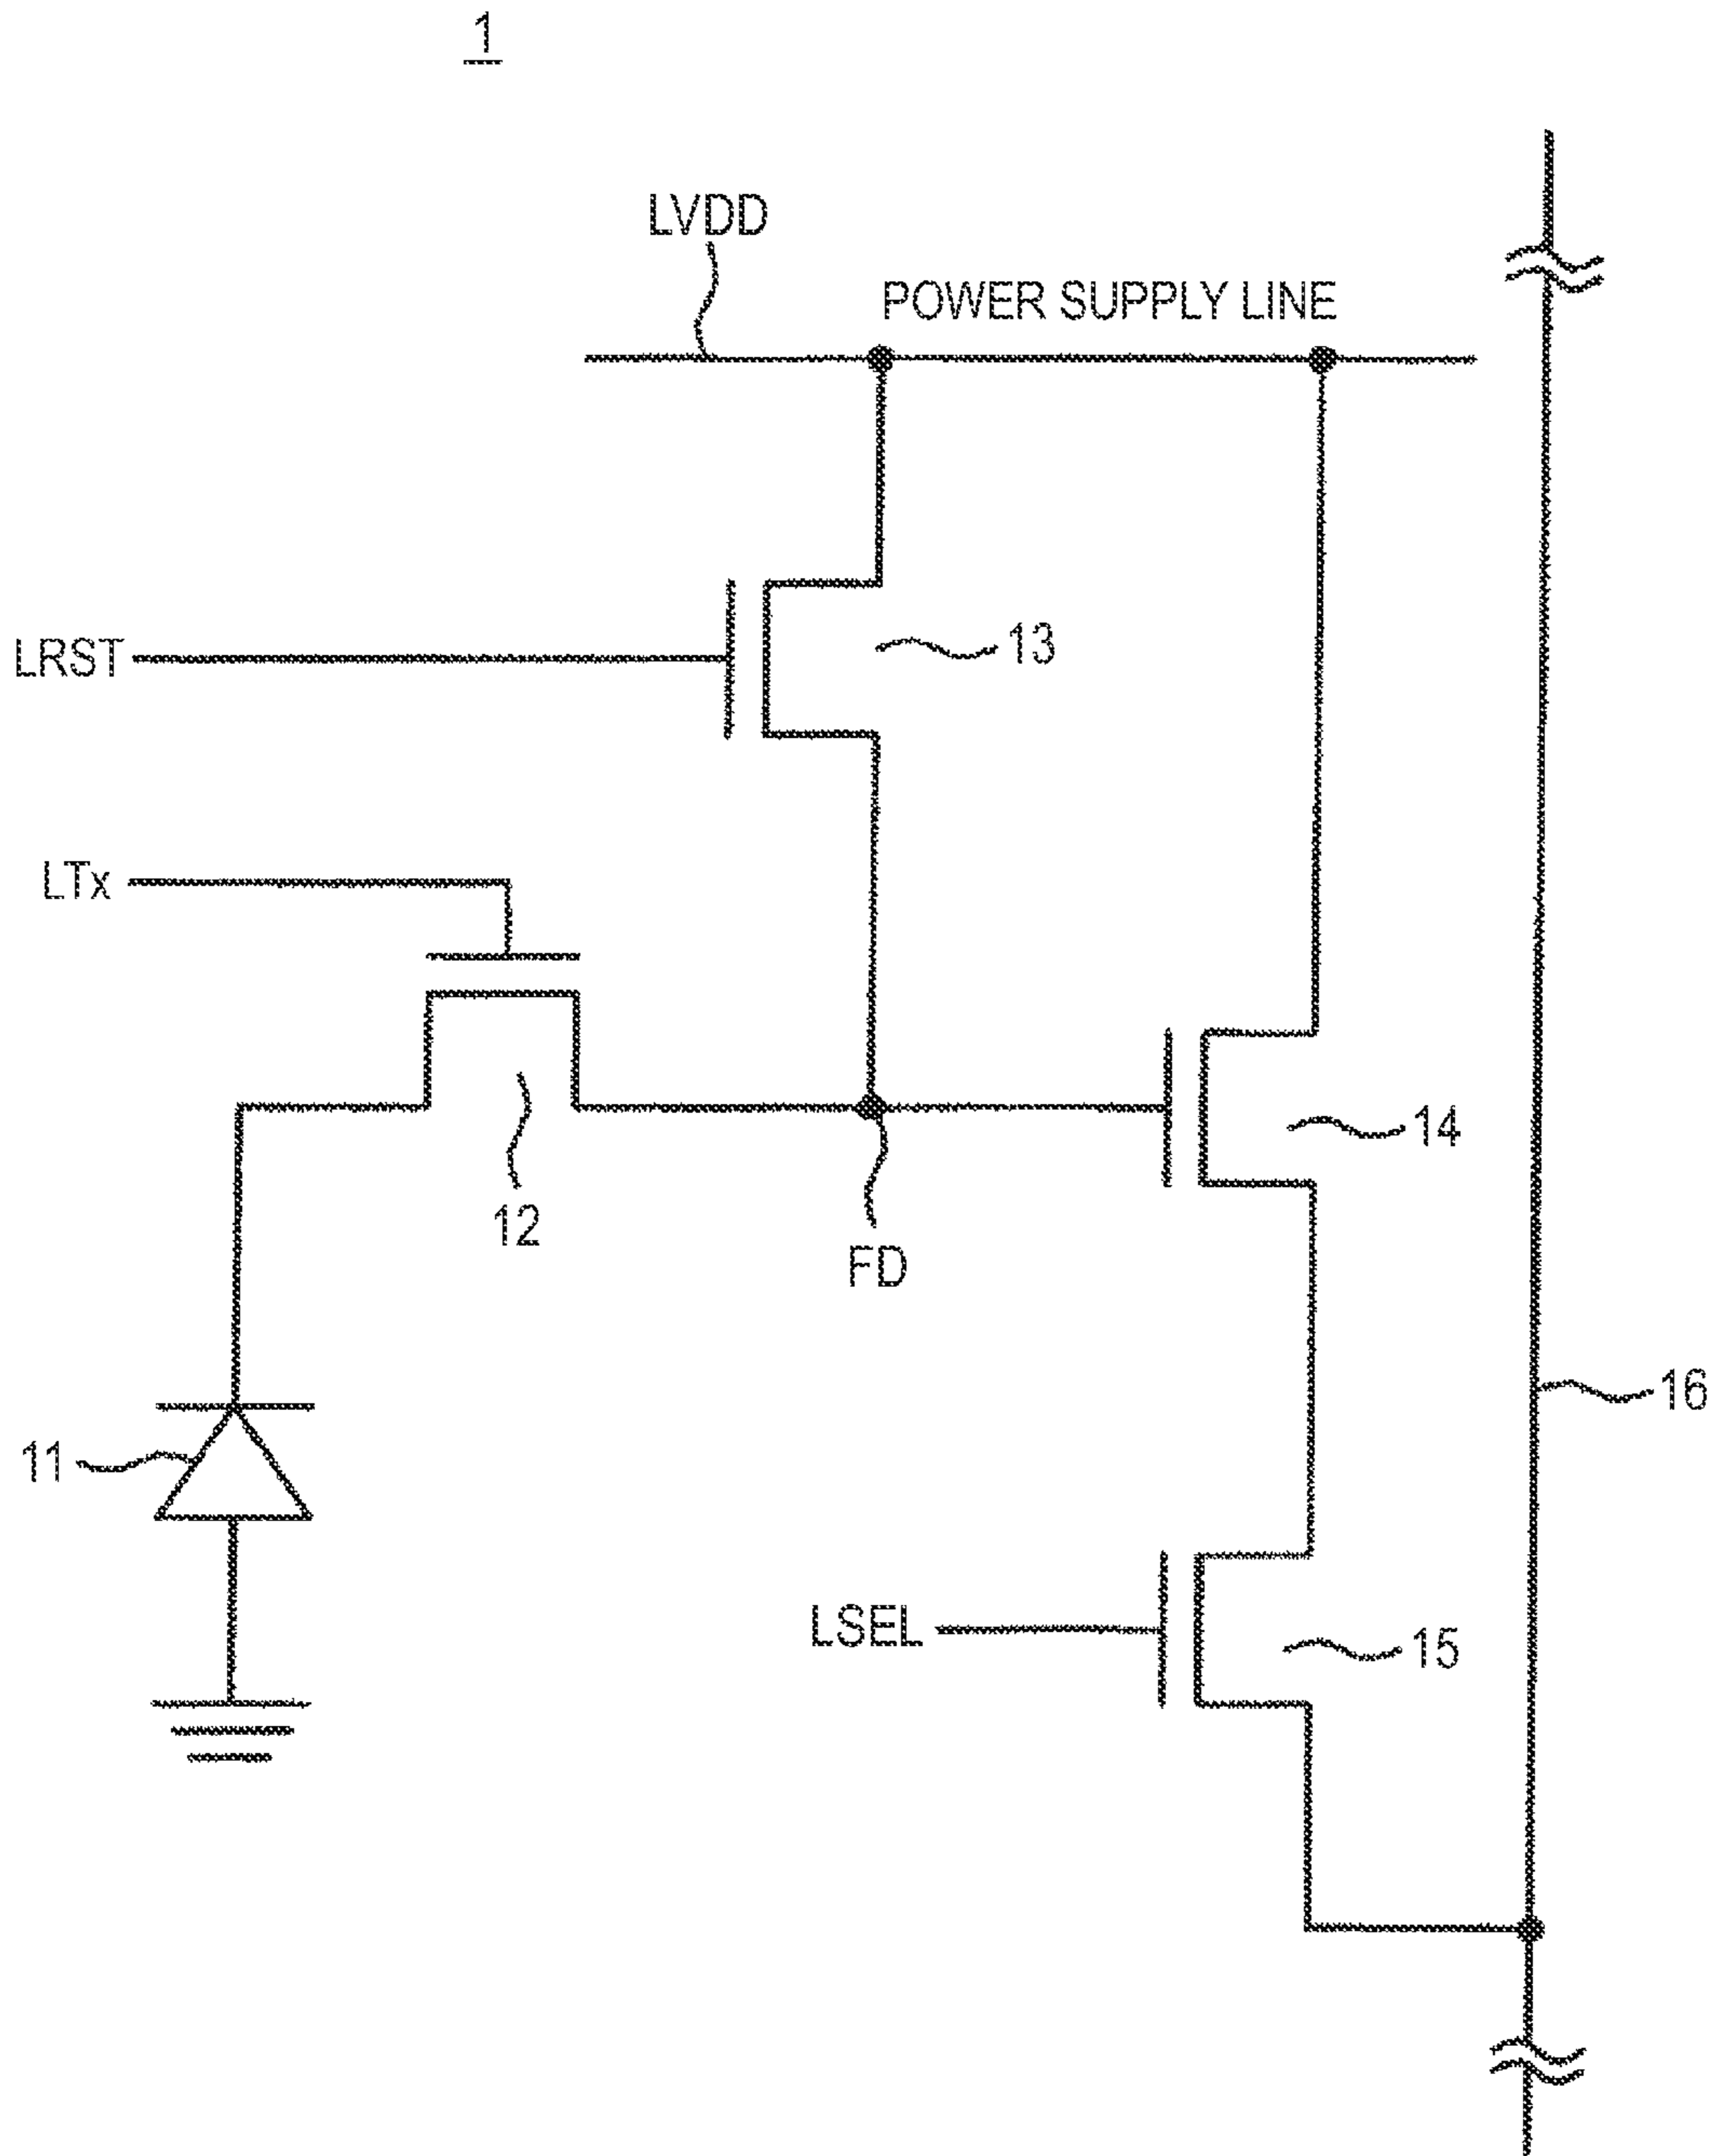 1
LVDD
POWER SUPPLY LINE
LRST
13
LTx
14
12
FD
16
11
LSEL
15